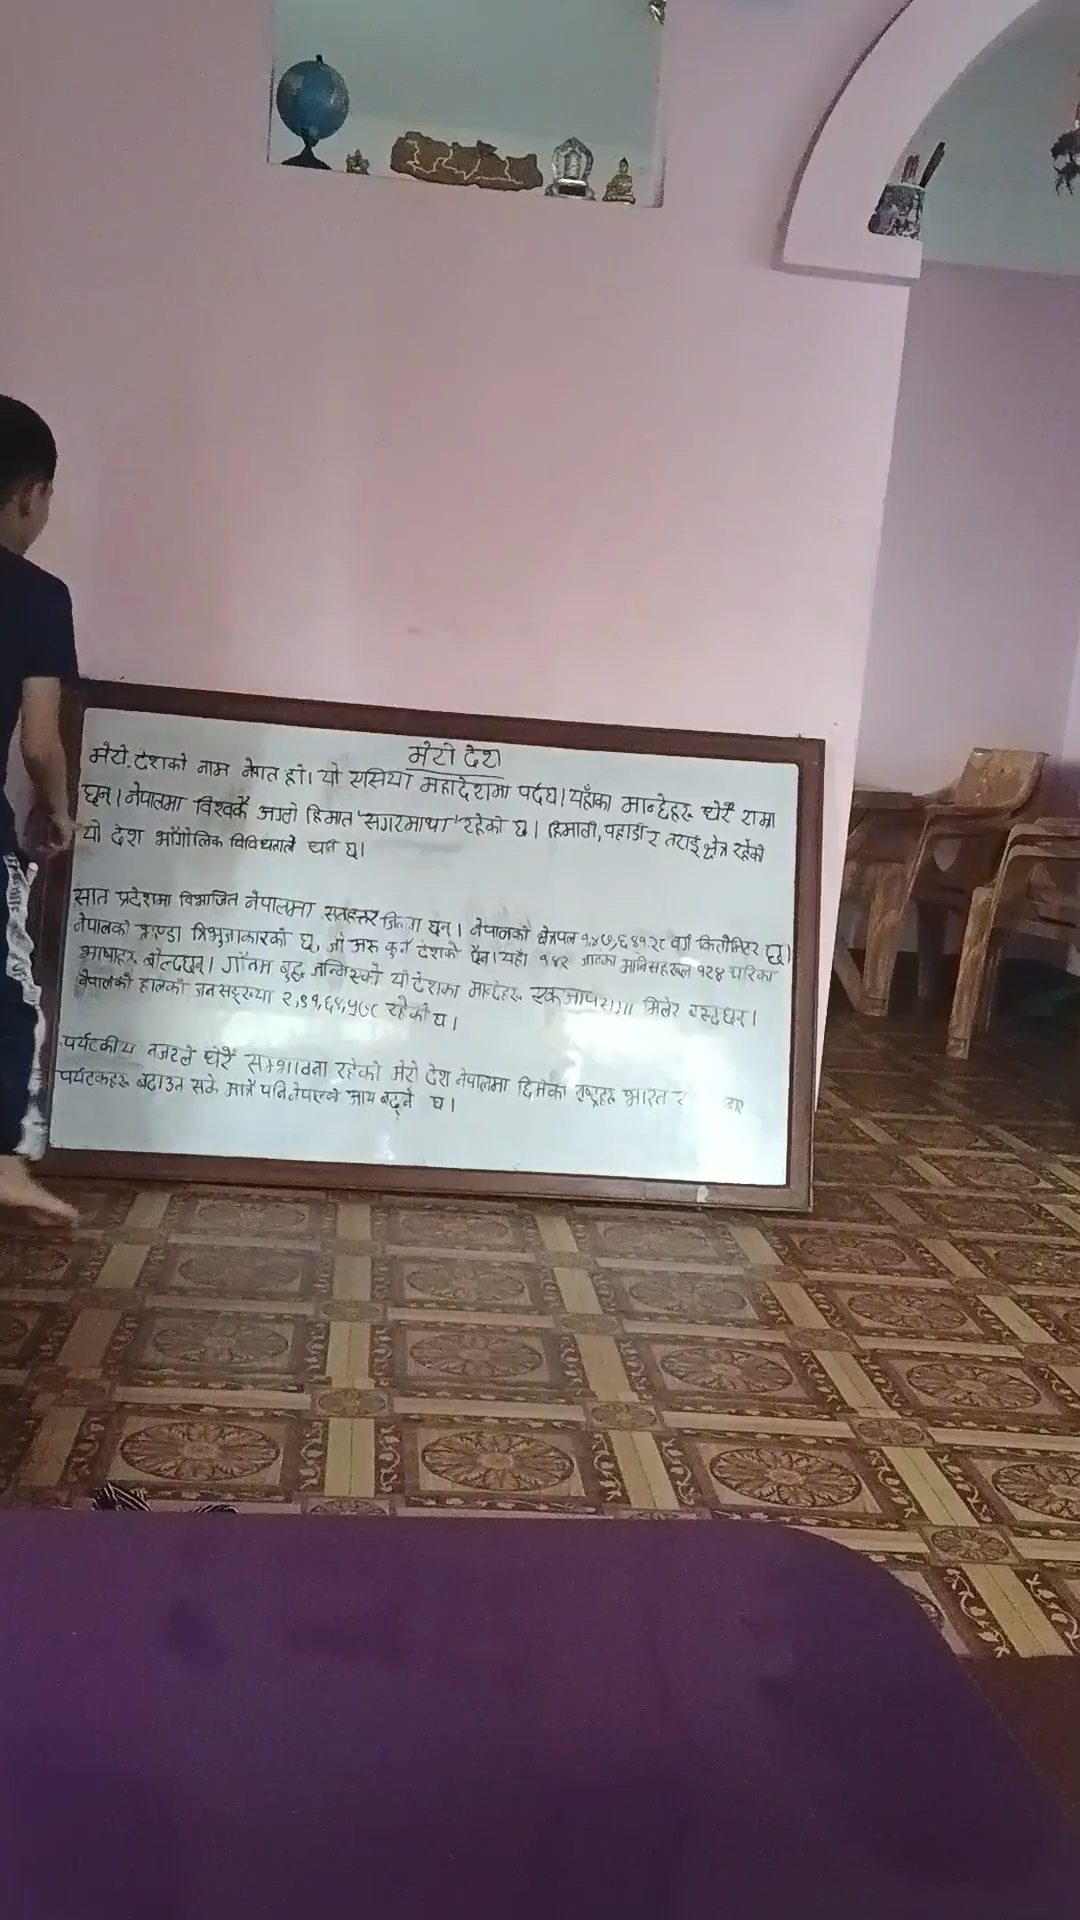 मेरो देश
मेरो देशको नाम नेपाल हो। यो एसिया महादेशमा पर्दछ। यहाँका मान्छेहरू धेरै राम्रा
छन्। नेपालमा विश्वकै अग्लो हिमाल 'सगरमाथा' रहेको छ। हिमाली, पहाडी र तराई क्षेत्र रहेको
यो देश भौगोलिक विविधताले धनी छ।
सात प्रदेशमा विभाजित नेपालमा सतहत्तर जिल्ला छन्। नेपालको क्षेत्रफल १,४७,६४१.२८ वर्ग किलोमिटर छ।
नेपालको झण्डा त्रिभुजाकारको छ, जो अरू कुनै देशको छैन। यहाँ १४२ जातका मानिसहरूले १२४ थरिका
भाषाहरू बोल्दछन्। गौतम बुद्ध जन्मिएको यो देशका मान्छेहरू एकआपसमा मिलेर बस्दछन्।
नेपालको हालको जनसङ्ख्या २,९१,६४,५७८ रहेको छ।
पर्यटकीय नजरले धेरै सम्भावना रहेको मेरो देश नेपालमा छिमेकी राष्ट्रहरू भारत र
पर्यटकहरू बढाउन सके मात्रै पनि नेपालको आय बढ्ने छ।